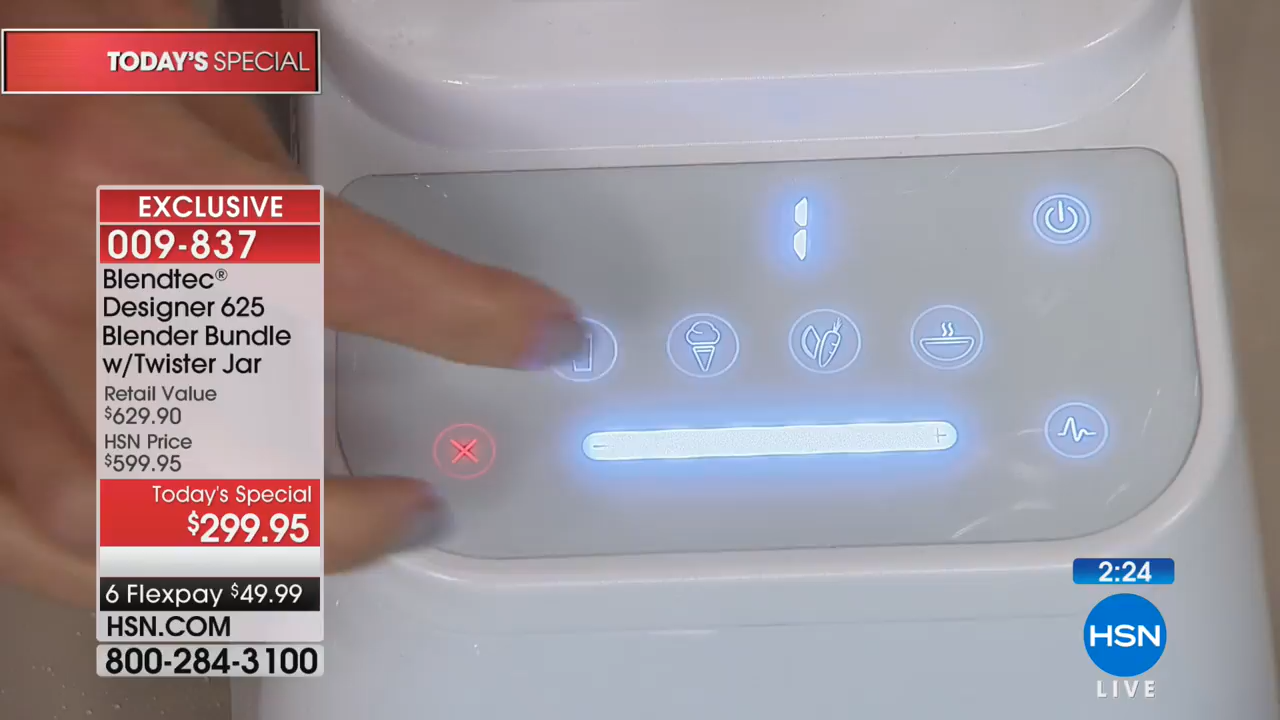 TODAY'S SPECIAL
EXCLUSIVE
009-837
Blendtec®
Designer 625
Blender Bundle
w/Twister Jar
Retail Value
$629.90
HSN Price
$599.95
Today's Special
$299.95
6 Flexpay $49.99
HSN.COM
800-284-3100
1
- +
2:24
HSN
LIVE